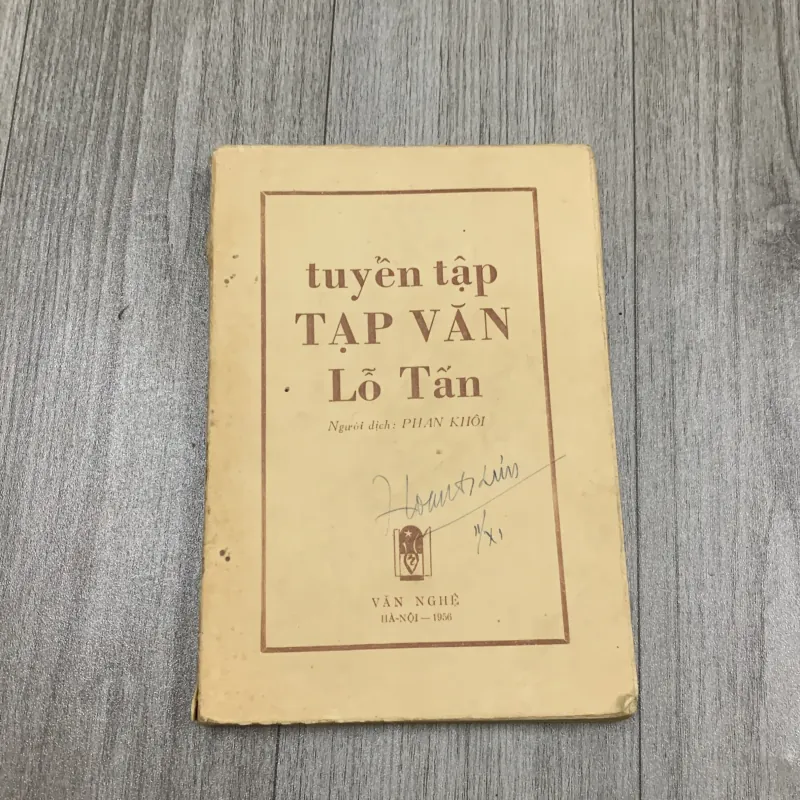 tuyển tập
TẠP VĂN
Lỗ Tấn
Người dịch: PHAN KHÔI
VĂN NGHỆ
HÀ-NỘI — 1956